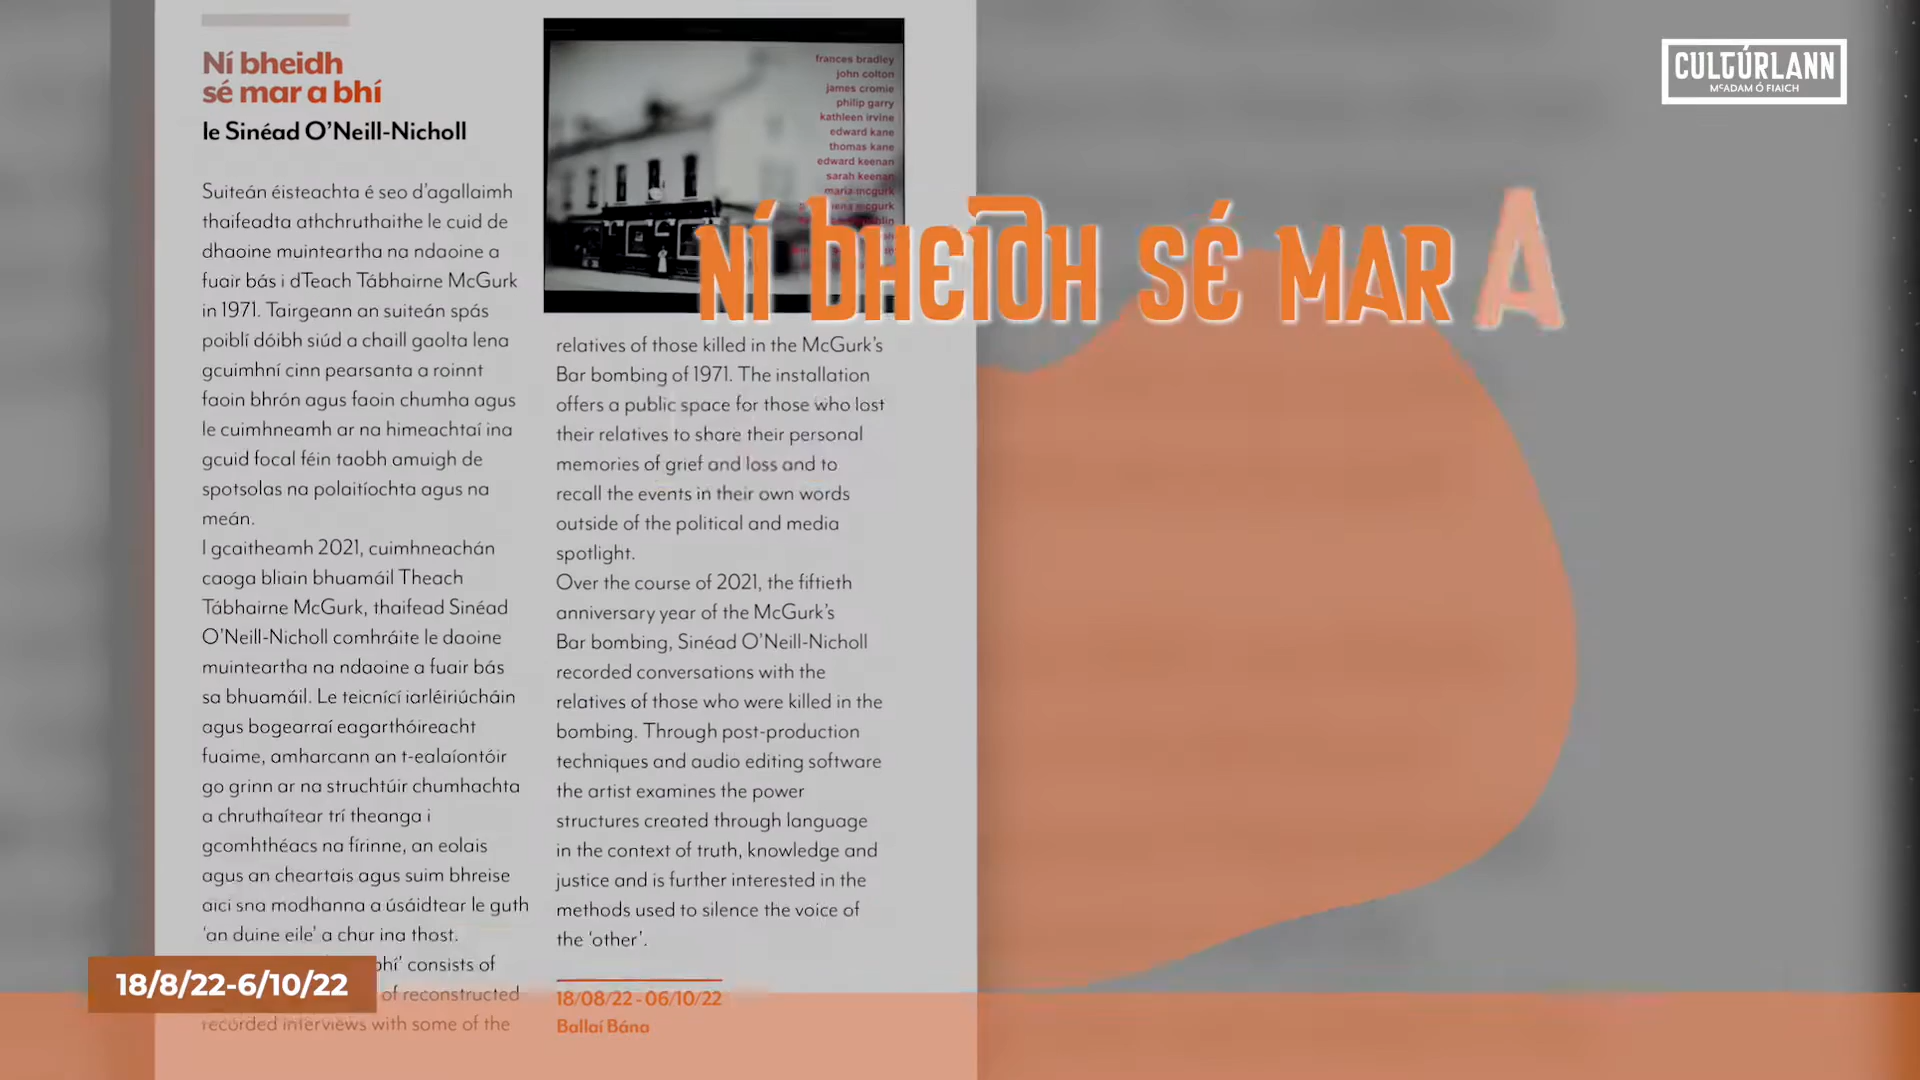 Ní bheidh
sé mar a bhí
le Sinéad O'Neill-Nicholl
Suiteán éisteachta é seo d'agallaimh
thaifeadta athchruthaithe le cuid de
dhaoine muinteartha na ndaoine a
fuair bás i dTeach Tábhairne McGurk
in 1971. Tairgeann an suiteán spás
poiblí dóibh siúd a chaill gaolta lena
gcuimhní cinn pearsanta a roinnt
faoin bhrón agus faoin chumha agus
le cuimhneamh ar na himeachtaí ina
gcuid focal féin taobh amuigh de
spotsolas na polaitíochta agus na
meán.
I gcaitheamh 2021, cuimhneachán
caoga bliain bhuamáil Theach
Tábhairne McGurk, thaifead Sinéad
O'Neill-Nicholl comhráite le daoine
muinteartha na ndaoine a fuair bás
sa bhuamáil. Le teicnící iarléiriúcháin
agus bogearraí eagarthóireacht
fuaime, amharcann an t-ealaíontóir
go grinn ar na struchtúir chumhachta
a chruthaítear trí theanga i
gcomhthéacs na fírinne, an eolais
agus an cheartais agus suim bhreise
aici sna modhanna a úsáidtear le guth
'an duine eile' a chur ina thost.
bhí' consists of
of reconstructed
recorded interviews with some of the
frances bradley
john colton
james cromie
philip garry
kathleen irvine
edward kane
thomas kane
edward keenan
sarah keenan
maria mcgurk
mcgurk
relatives of those killed in the McGurk's
Bar bombing of 1971. The installation
offers a public space for those who lost
their relatives to share their personal
memories of grief and loss and to
recall the events in their own words
outside of the political and media
spotlight.
Over the course of 2021, the fiftieth
anniversary year of the McGurk's
Bar bombing, Sinéad O'Neill-Nicholl
recorded conversations with the
relatives of those who were killed in the
bombing. Through post-production
techniques and audio editing software
the artist examines the power
structures created through language
in the context of truth, knowledge and
justice and is further interested in the
methods used to silence the voice of
the 'other'.
18/08/22 - 06/10/22
Ballaí Bána
NÍ BHEIDH SÉ MAR A
CULTÚRLANN
McADAM Ó FIAICH
18/8/22-6/10/22